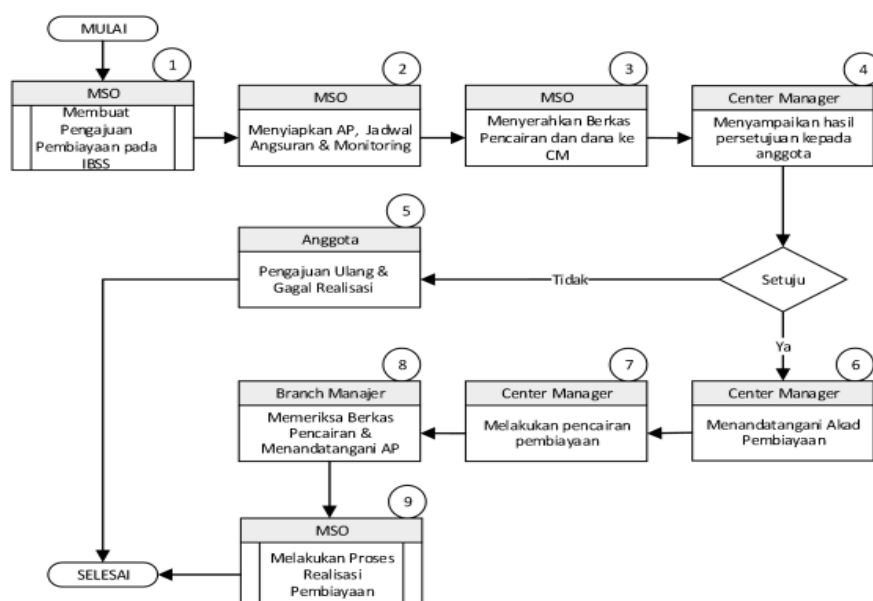 MULAI
1
MSO
Membuat
Pengajuan
Pembiayaan pada
IBSS
2
MSO
Menyiapkan AP, Jadwal
Angsuran & Monitoring
3
MSO
Menyerahkan Berkas
Pencairan dan dana ke
CM
4
Center Manager
Menyampaikan hasil
persetujuan kepada
anggota
Setuju
Tidak
5
Anggota
Pengajuan Ulang &
Gagal Realisasi
Ya
6
Center Manager
Menandatangani Akad
Pembiayaan
7
Center Manager
Melakukan pencairan
pembiayaan
8
Branch Manajer
Memeriksa Berkas
Pencairan &
Menandatangani AP
9
MSO
Melakukan Proses
Realisasi
Pembiayaan
SELESAI